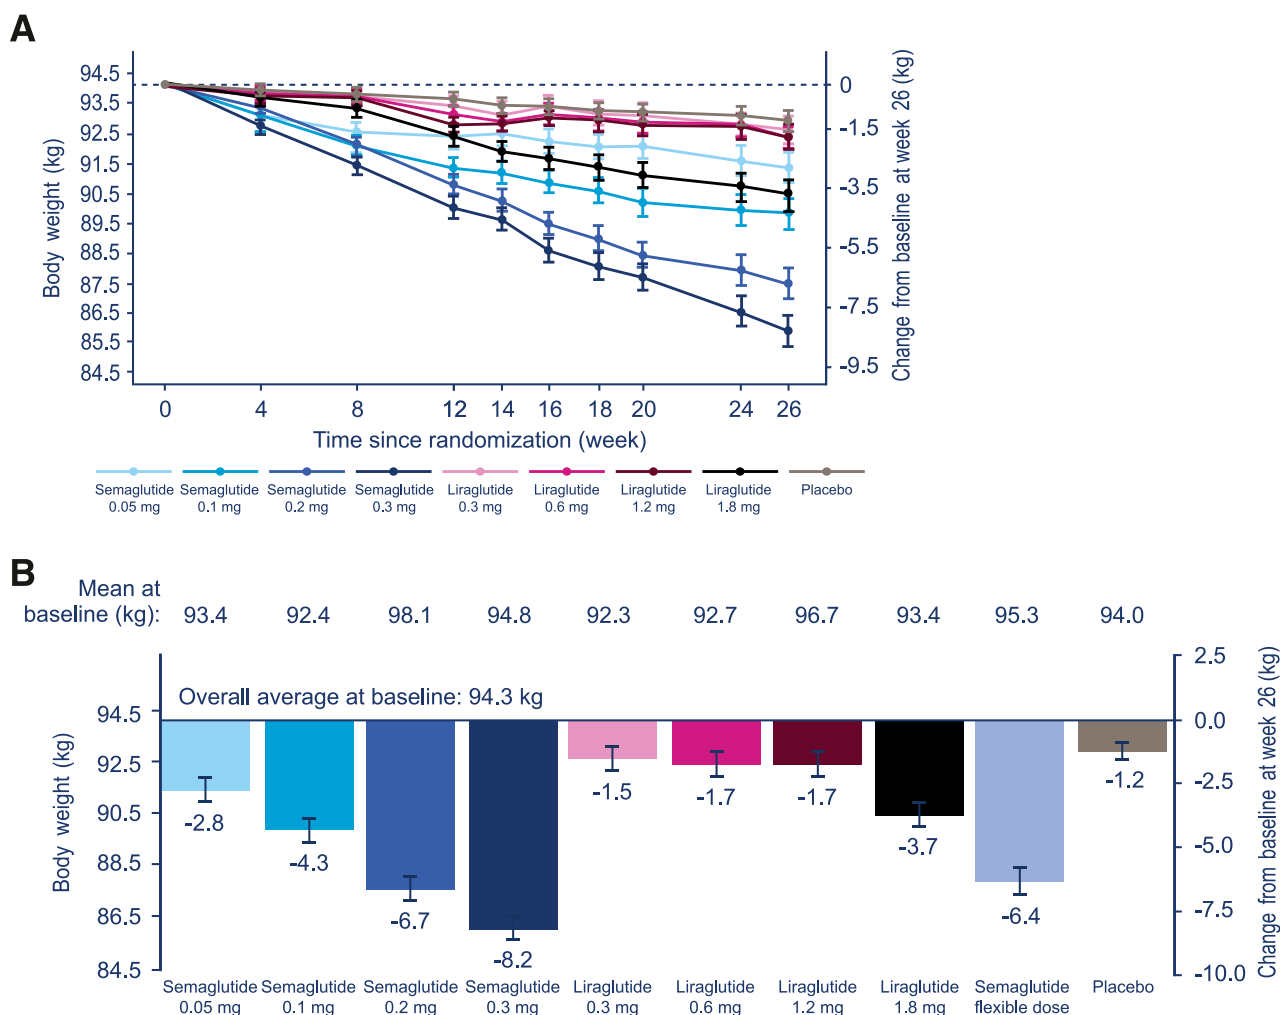 A
94.5
93.5
92.5
91.5
90.5
89.5
88.5
87.5
86.5
85.5
84.5
Body weight (kg)
0
-1.5
-3.5
-5.5
-7.5
-9.5
Change from baseline at week 26 (kg)
0 4 8 12 14 16 18 20 24 26
Time since randomization (week)
Semaglutide 0.05 mg
Semaglutide 0.1 mg
Semaglutide 0.2 mg
Semaglutide 0.3 mg
Liraglutide 0.3 mg
Liraglutide 0.6 mg
Liraglutide 1.2 mg
Liraglutide 1.8 mg
Placebo
B
Mean at
baseline (kg): 93.4 92.4 98.1 94.8 92.3 92.7 96.7 93.4 95.3 94.0
Overall average at baseline: 94.3 kg
94.5
92.5
90.5
88.5
86.5
84.5
Body weight (kg)
-2.8
-4.3
-6.7
-8.2
-1.5
-1.7
-1.7
-3.7
-6.4
-1.2
2.5
0.0
-2.5
-5.0
-7.5
-10.0
Change from baseline at week 26 (kg)
Semaglutide 0.05 mg
Semaglutide 0.1 mg
Semaglutide 0.2 mg
Semaglutide 0.3 mg
Liraglutide 0.3 mg
Liraglutide 0.6 mg
Liraglutide 1.2 mg
Liraglutide 1.8 mg
Semaglutide flexible dose
Placebo